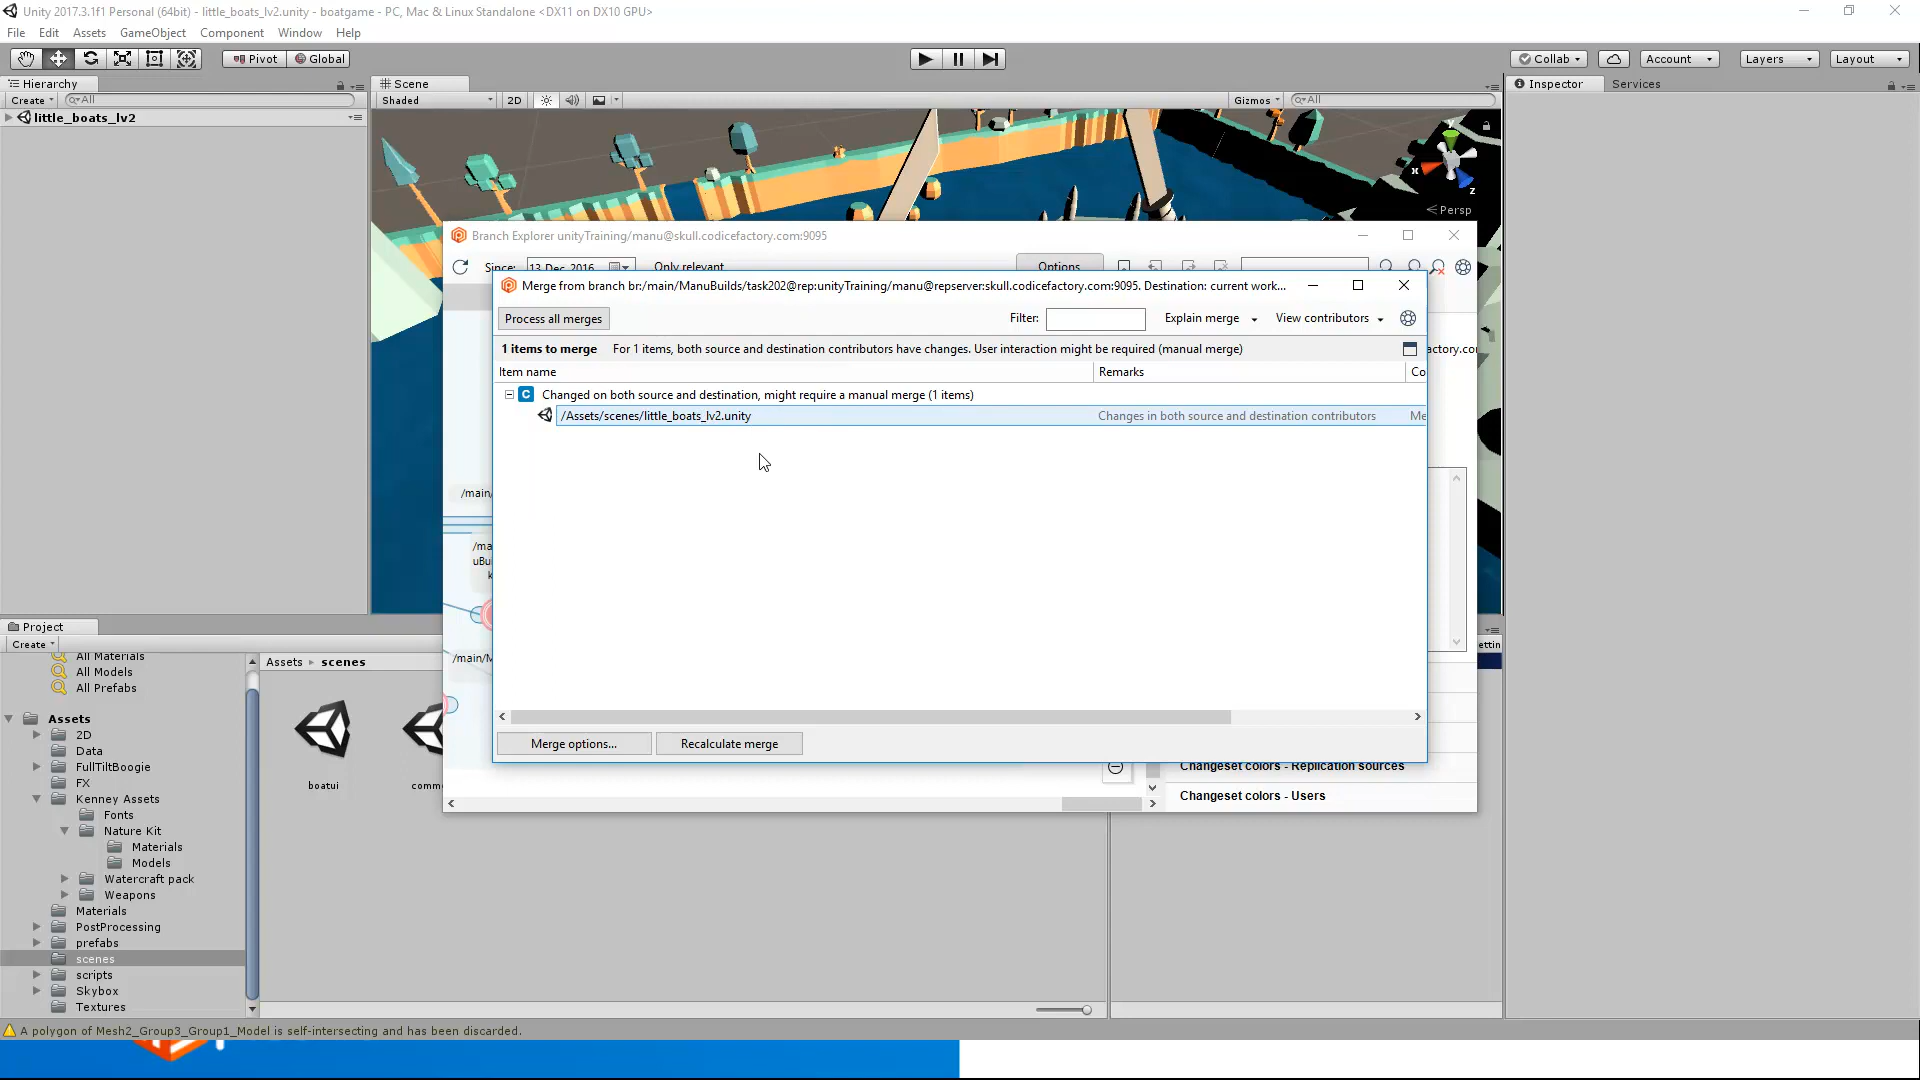 Unity 2017.3.1f1 Personal (64bit) - little_boats_lv2.unity - boatgame - PC, Mac & Linux Standalone <DX11 on DX10 GPU>
File Edit Assets GameObject Component Window Help
Pivot Global Collab Account Layers Layout
Hierarchy Scene Inspector Services
Create All Shaded 2D Gizmos All
little_boats_lv2
y
x
z
Persp
Branch Explorer unityTraining/manu@skull.codicefactory.com:9095
Since: 13 Dec 2016 Only relevant Options
Merge from branch br:/main/ManuBuilds/task202@rep:unityTraining/manu@repserver:skull.codicefactory.com:9095. Destination: current work...
Process all merges Filter: Explain merge View contributors
1 items to merge For 1 items, both source and destination contributors have changes. User interaction might be required (manual merge)
Item name Remarks Co
C Changed on both source and destination, might require a manual merge (1 items)
/Assets/scenes/little_boats_lv2.unity Changes in both source and destination contributors Me
/main/
/ma
uBui
k
/main/M
Merge options... Recalculate merge
Changeset colors - Replication sources
Changeset colors - Users
Project
Create
All Materials
All Models
All Prefabs
Assets
2D
Data
FullTiltBoogie
FX
Kenney Assets
Fonts
Nature Kit
Materials
Models
Watercraft pack
Weapons
Materials
PostProcessing
prefabs
scenes
scripts
Skybox
Textures
Assets scenes
boatui comm
A polygon of Mesh2_Group3_Group1_Model is self-intersecting and has been discarded.